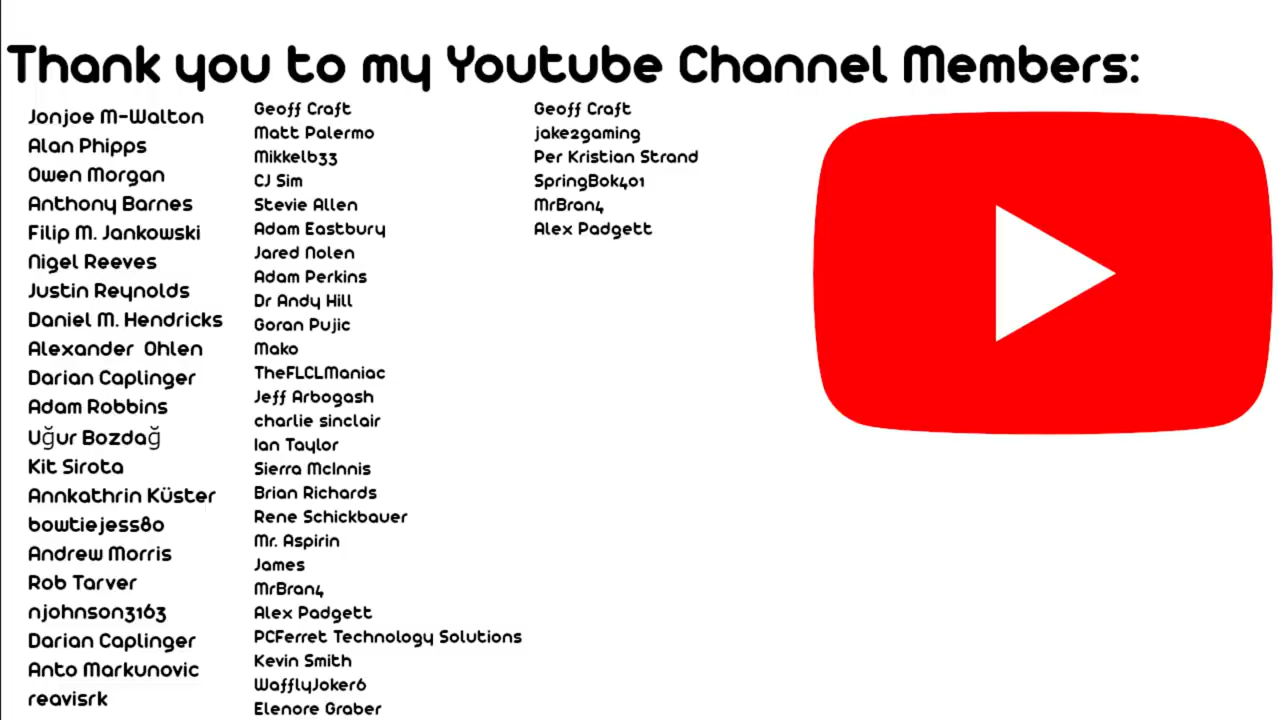 Thank you to my Youtube Channel Members:
Jonjoe M-Walton
Alan Phipps
Owen Morgan
Anthony Barnes
Filip M. Jankowski
Nigel Reeves
Justin Reynolds
Daniel M. Hendricks
Alexander Ohlen
Darian Caplinger
Adam Robbins
Uğur Bozdağ
Kit Sirota
Annkathrin Küster
bowtiejess80
Andrew Morris
Rob Tarver
njohnson3163
Darian Caplinger
Anto Markunovic
reavisrk
Geoff Craft
Matt Palermo
Mikkelb33
CJ Sim
Stevie Allen
Adam Eastbury
Jared Nolen
Adam Perkins
Dr Andy Hill
Goran Pujic
Mako
TheFLCLManiac
Jeff Arbogash
charlie sinclair
Ian Taylor
Sierra McInnis
Brian Richards
Rene Schickbauer
Mr. Aspirin
James
MrBran4
Alex Padgett
PCFerret Technology Solutions
Kevin Smith
WafflyJoker6
Elenore Graber
Geoff Craft
jake2gaming
Per Kristian Strand
SpringBok401
MrBran4
Alex Padgett